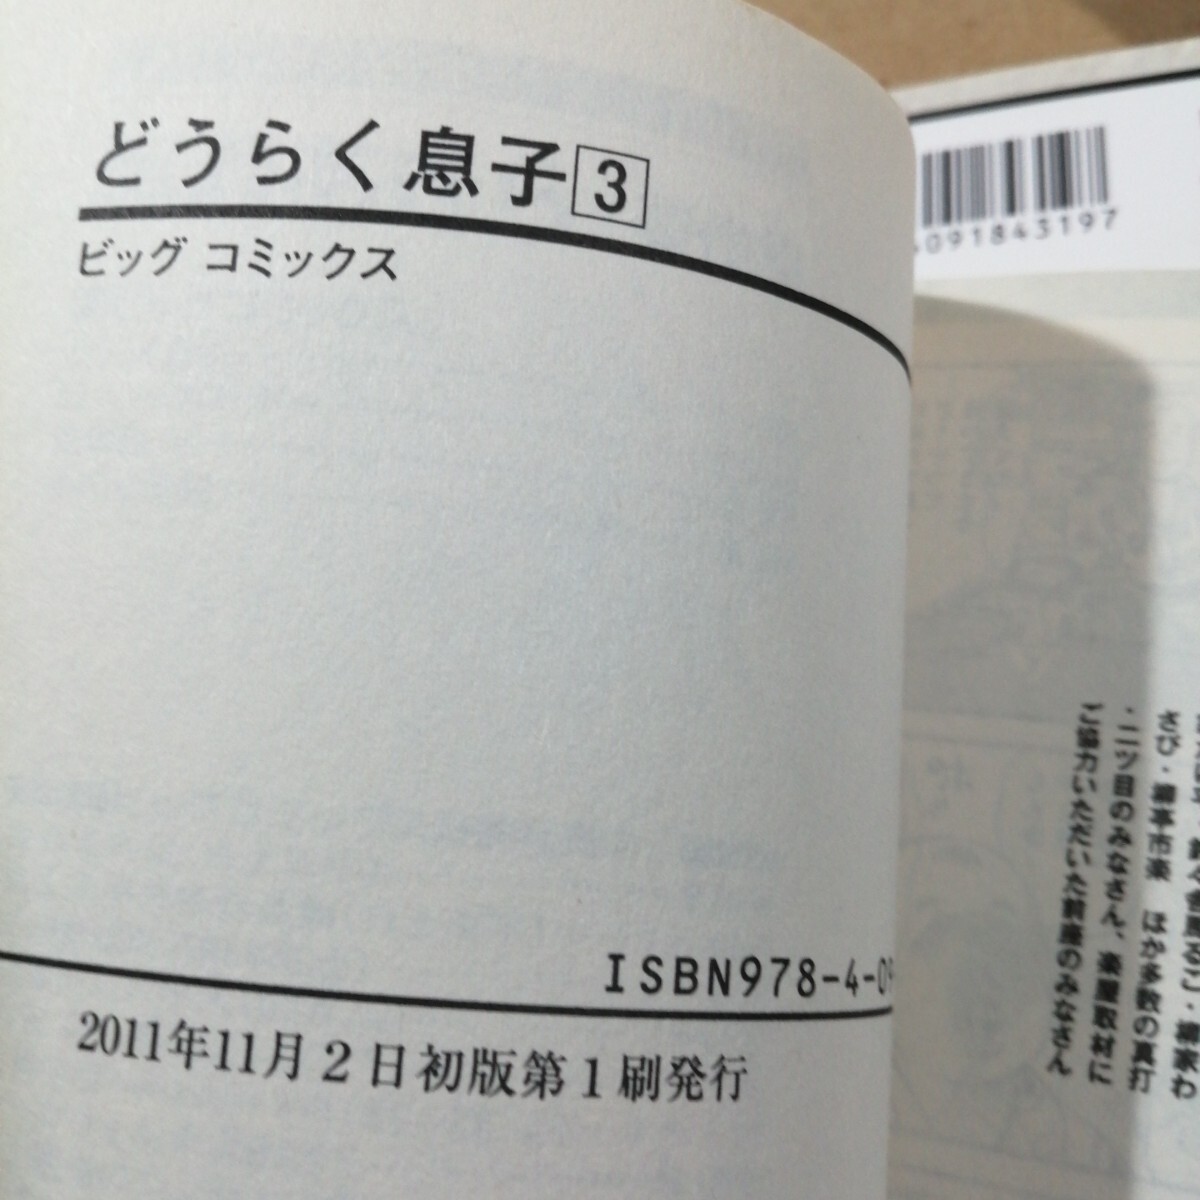 どうらく息子3
ビッグ コミックス
ISBN978-4-09
2011年11月2日初版第1刷発行
091843197
さび・柳亭市楽 ほか多数の真打
・二ツ目のみなさん、楽屋取材に
ご協力いただいた前座のみなさん